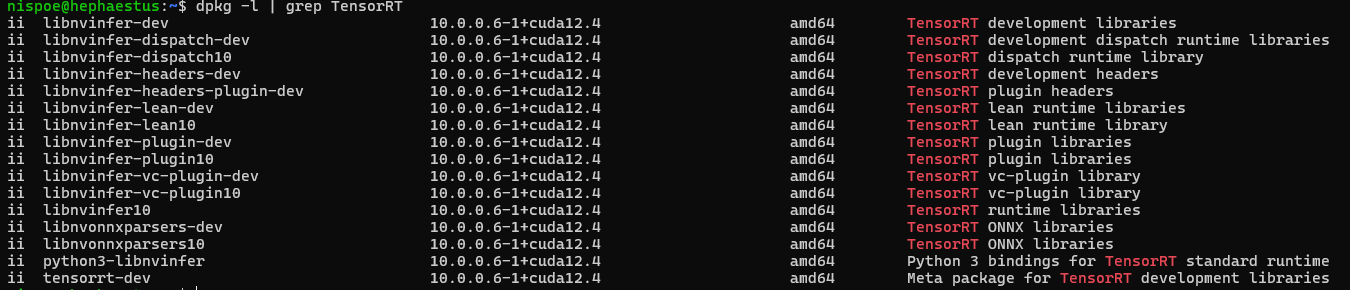 nispoe@hephaestus:~$ dpkg -l | grep TensorRT
ii libnvinfer-dev 10.0.0.6-1+cuda12.4 amd64 TensorRT development libraries
ii libnvinfer-dispatch-dev 10.0.0.6-1+cuda12.4 amd64 TensorRT development dispatch runtime libraries
ii libnvinfer-dispatch10 10.0.0.6-1+cuda12.4 amd64 TensorRT dispatch runtime library
ii libnvinfer-headers-dev 10.0.0.6-1+cuda12.4 amd64 TensorRT development headers
ii libnvinfer-headers-plugin-dev 10.0.0.6-1+cuda12.4 amd64 TensorRT plugin headers
ii libnvinfer-lean-dev 10.0.0.6-1+cuda12.4 amd64 TensorRT lean runtime libraries
ii libnvinfer-lean10 10.0.0.6-1+cuda12.4 amd64 TensorRT lean runtime library
ii libnvinfer-plugin-dev 10.0.0.6-1+cuda12.4 amd64 TensorRT plugin libraries
ii libnvinfer-plugin10 10.0.0.6-1+cuda12.4 amd64 TensorRT plugin libraries
ii libnvinfer-vc-plugin-dev 10.0.0.6-1+cuda12.4 amd64 TensorRT vc-plugin library
ii libnvinfer-vc-plugin10 10.0.0.6-1+cuda12.4 amd64 TensorRT vc-plugin library
ii libnvinfer10 10.0.0.6-1+cuda12.4 amd64 TensorRT runtime libraries
ii libnvonnxparsers-dev 10.0.0.6-1+cuda12.4 amd64 TensorRT ONNX libraries
ii libnvonnxparsers10 10.0.0.6-1+cuda12.4 amd64 TensorRT ONNX libraries
ii python3-libnvinfer 10.0.0.6-1+cuda12.4 amd64 Python 3 bindings for TensorRT standard runtime
ii tensorrt-dev 10.0.0.6-1+cuda12.4 amd64 Meta package for TensorRT development libraries